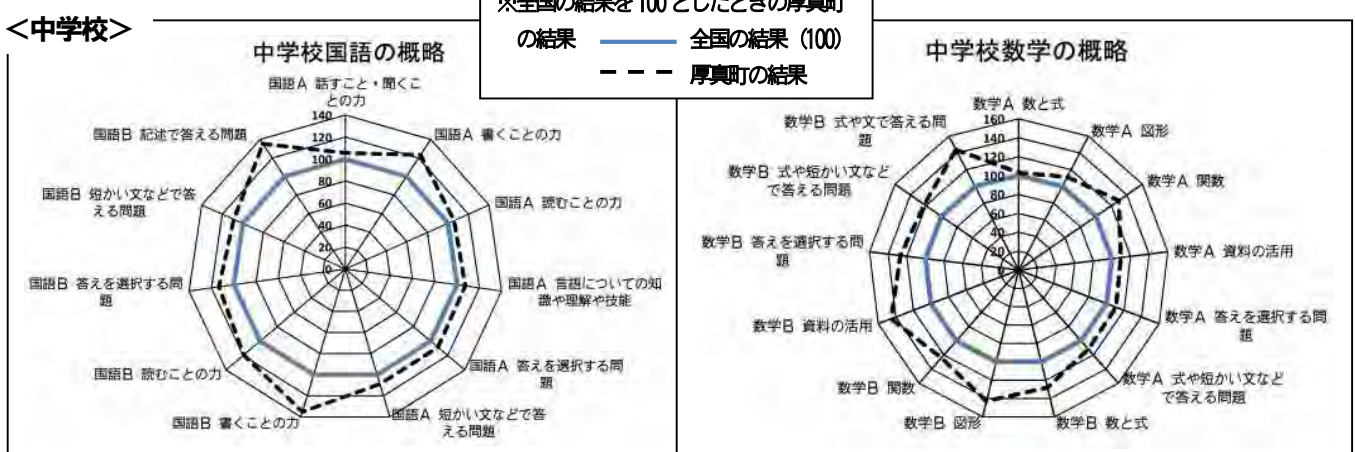 <中学校>
※全国の結果を100としたときの厚真町
の結果 全国の結果（100）
厚真町の結果
中学校国語の概略
国語A 話すこと・聞くこ
との力
国語A 書くことの力
国語A 読むことの力
国語A 言語についての知
識や理解や技能
国語A 答えを選択する問
題
国語A 短かい文などで答
える問題
国語B 書くことの力
国語B 読むことの力
国語B 答えを選択する問
題
国語B 短かい文などで答
える問題
国語B 記述で答える問題
140
120
100
80
60
40
20
0
中学校数学の概略
数学A 数と式
数学A 図形
数学A 関数
数学A 資料の活用
数学A 答えを選択する問
題
数学A 式や短かい文など
で答える問題
数学B 数と式
数学B 図形
数学B 関数
数学B 資料の活用
数学B 答えを選択する問
題
数学B 式や短かい文など
で答える問題
数学B 式や文で答える問
題
160
140
120
100
80
60
40
20
0